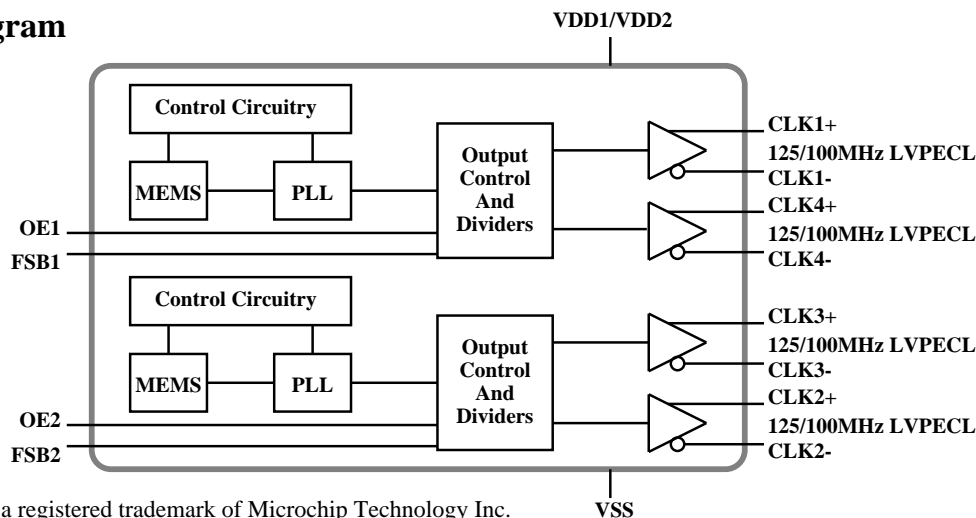 gram
VDD1/VDD2
Control Circuitry
MEMS
PLL
Output
Control
And
Dividers
CLK1+
125/100MHz LVPECL
CLK1-
CLK4+
125/100MHz LVPECL
CLK4-
OE1
FSB1
Control Circuitry
MEMS
PLL
Output
Control
And
Dividers
CLK3+
125/100MHz LVPECL
CLK3-
CLK2+
125/100MHz LVPECL
CLK2-
OE2
FSB2
VSS
a registered trademark of Microchip Technology Inc.